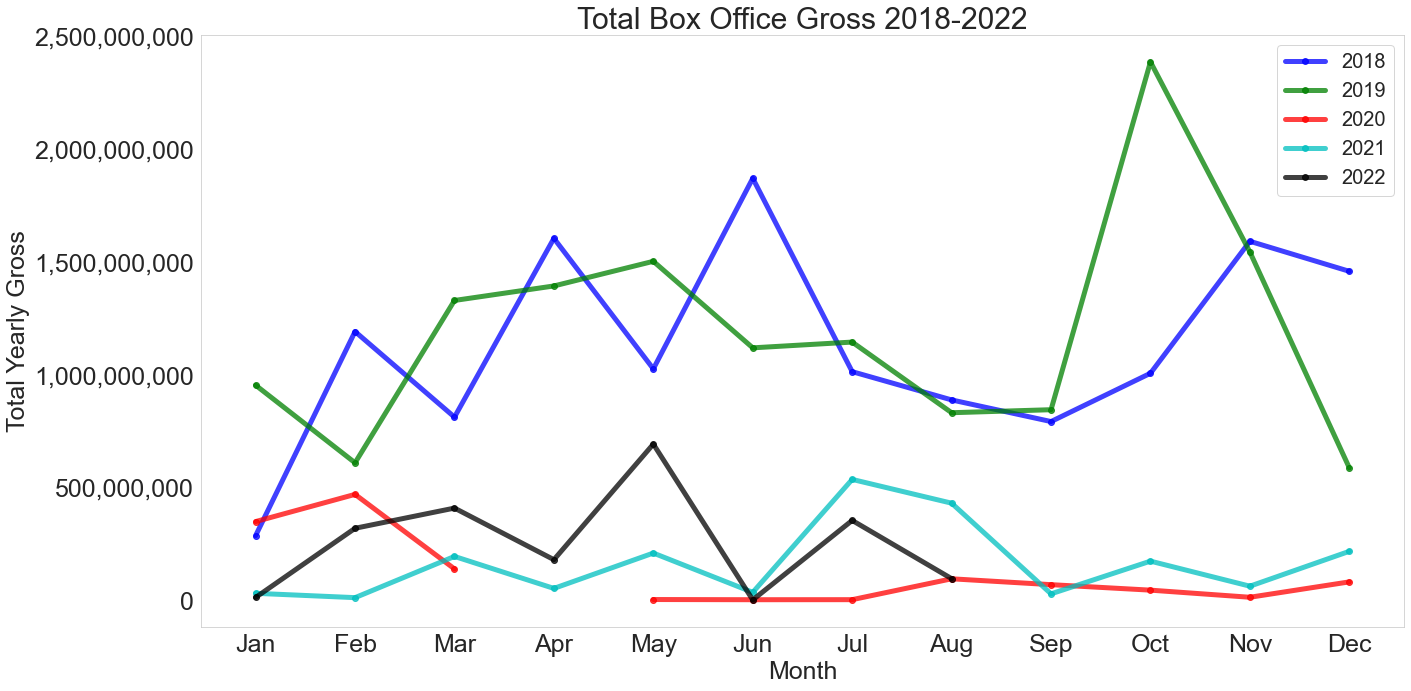 Total Box Office Gross 2018-2022
2,500,000,000
2,000,000,000
1,500,000,000
1,000,000,000
500,000,000
0
Total Yearly Gross
2018
2019
2020
2021
2022
Jan Feb Mar Apr May Jun Jul Aug Sep Oct Nov Dec
Month